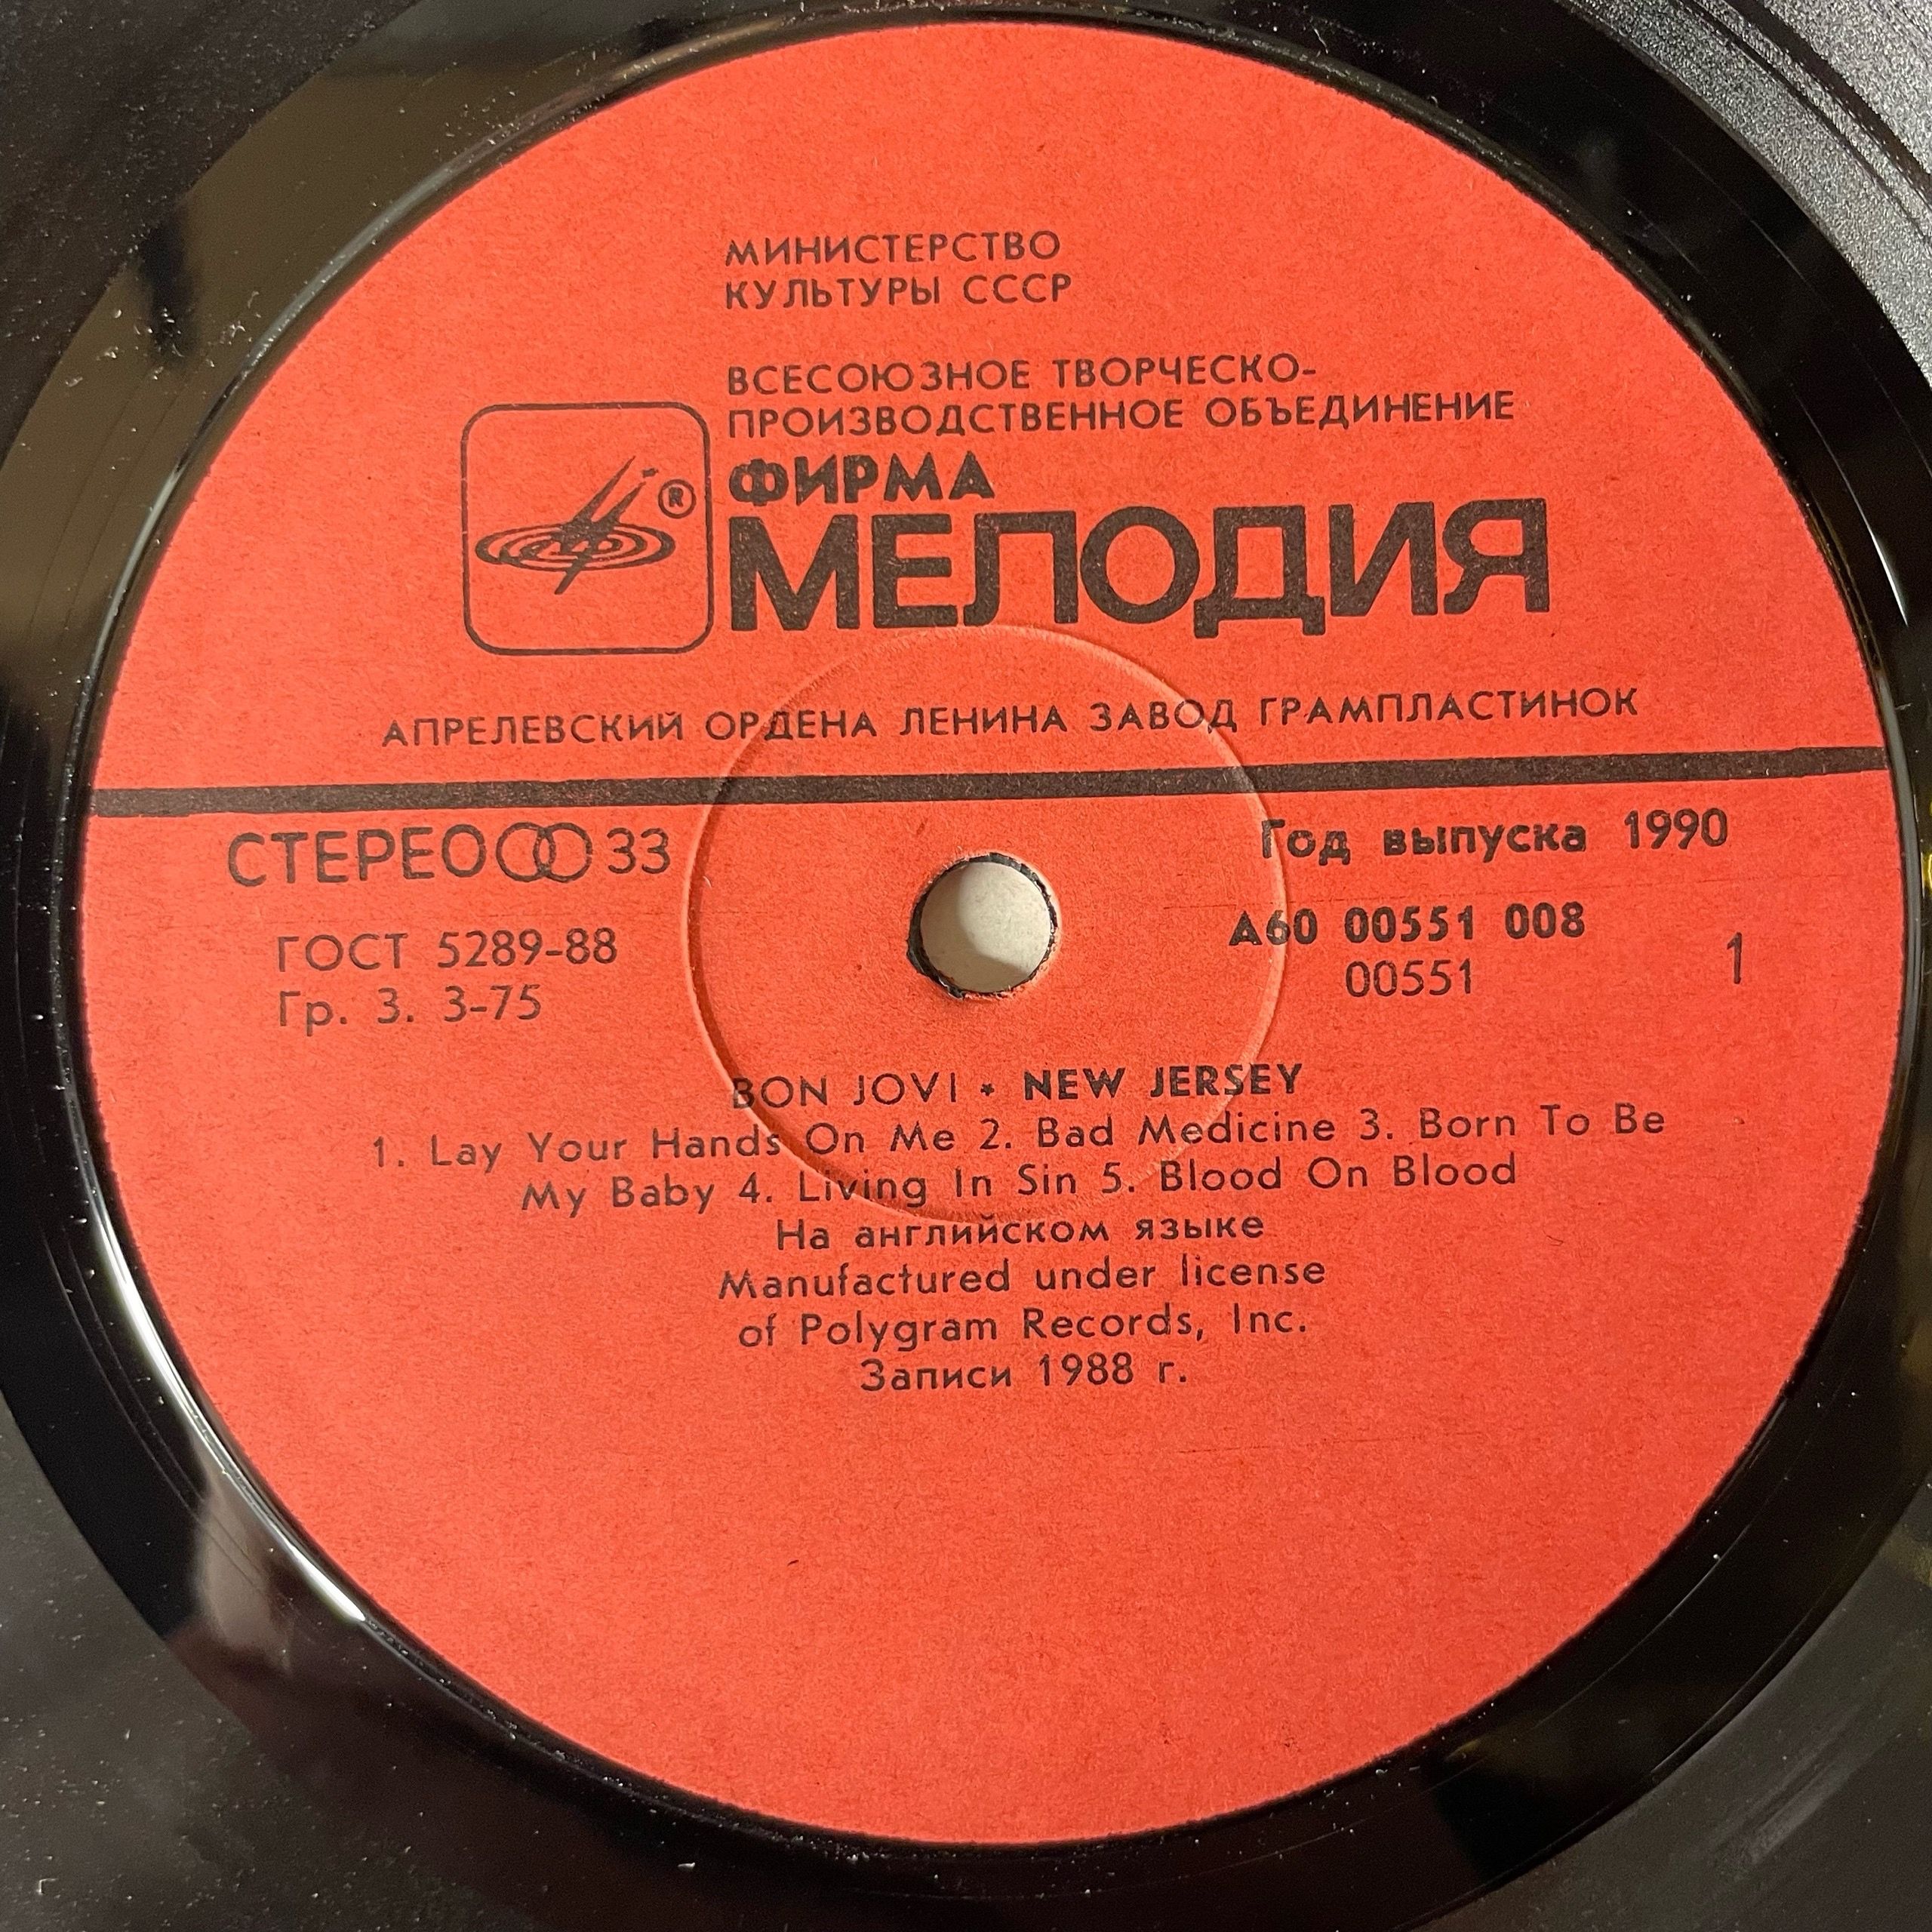 МИНИСТЕРСТВО
КУЛЬТУРЫ СССР
ВСЕСОЮЗНОЕ ТВОРЧЕСКО-
ПРОИЗВОДСТВЕННОЕ ОБЪЕДИНЕНИЕ
®
ФИРМА
МЕЛОДИЯ
АПРЕЛЕВСКИЙ ОРДЕНА ЛЕНИНА ЗАВОД ГРАМПЛАСТИНОК
СТЕРЕО 33
Год выпуска 1990
ГОСТ 5289-88
Гр. 3. 3-75
А60 00551 008
00551
1
BON JOVI * NEW JERSEY
1. Lay Your Hands On Me 2. Bad Medicine 3. Born To Be
My Baby 4. Living In Sin 5. Blood On Blood
На английском языке
Manufactured under license
of Polygram Records, Inc.
Записи 1988 г.